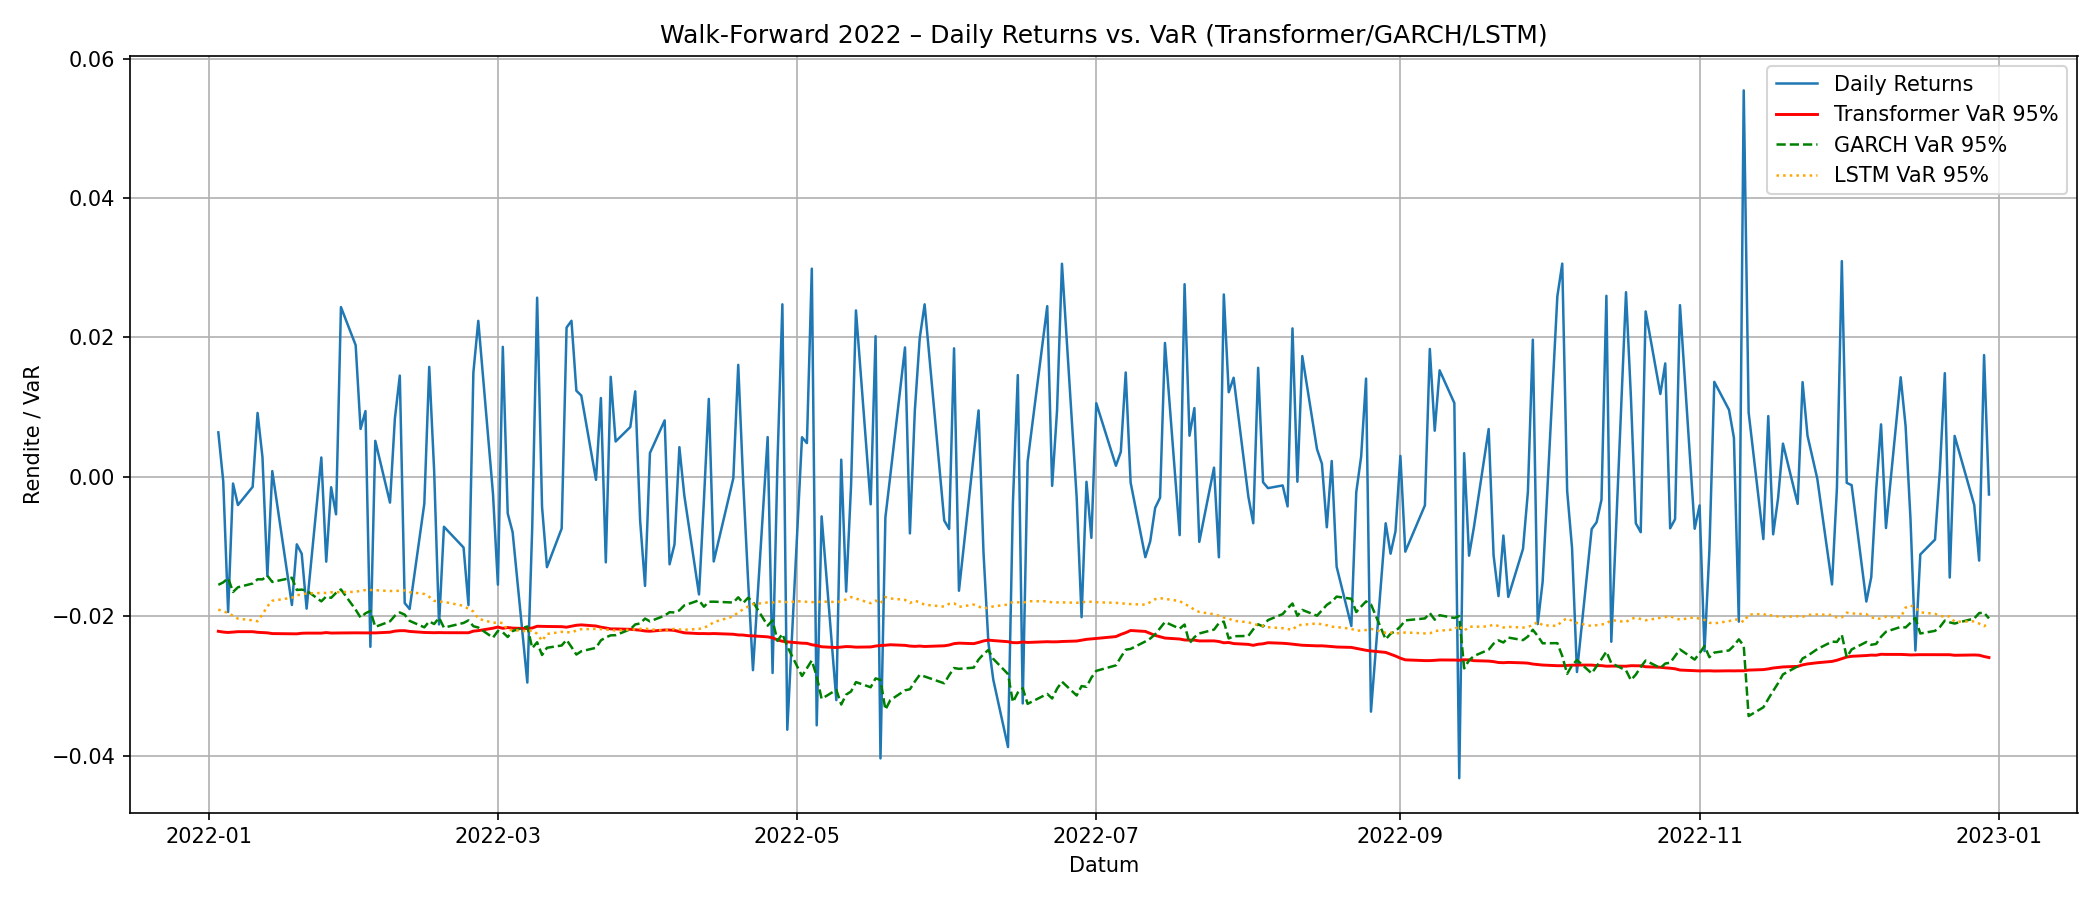 Walk-Forward 2022 – Daily Returns vs. VaR (Transformer/GARCH/LSTM)
Daily Returns
Transformer VaR 95%
GARCH VaR 95%
LSTM VaR 95%
Rendite / VaR
0.06
0.04
0.02
0.00
−0.02
−0.04
2022-01
2022-03
2022-05
2022-07
2022-09
2022-11
2023-01
Datum